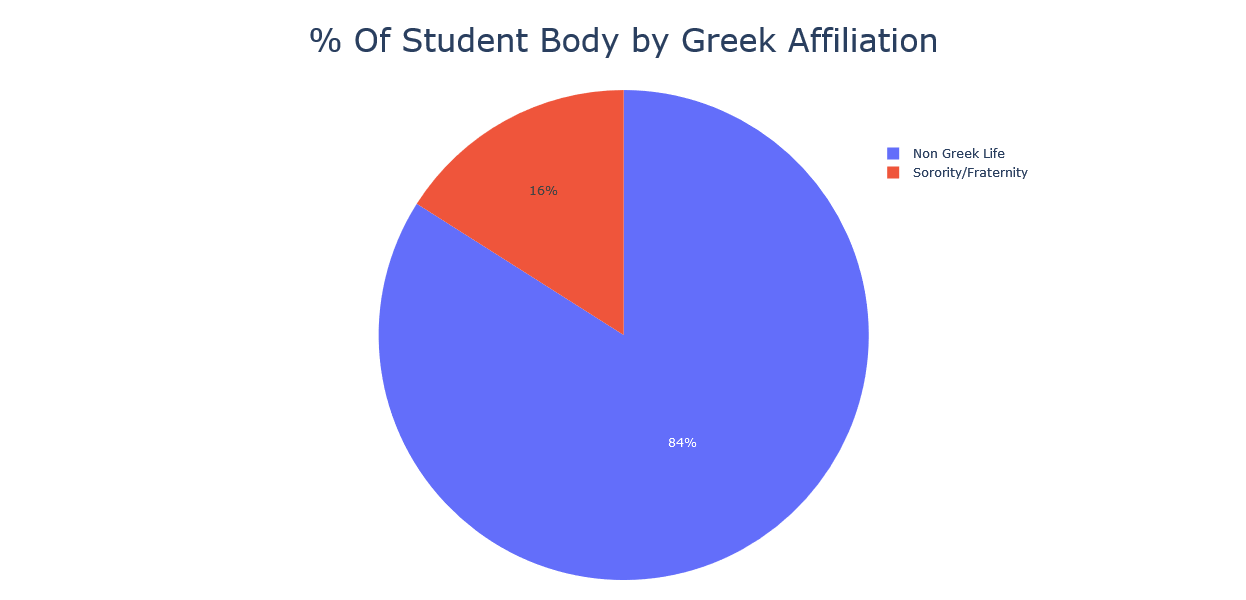 % Of Student Body by Greek Affiliation
Non Greek Life
Sorority/Fraternity
16%
84%